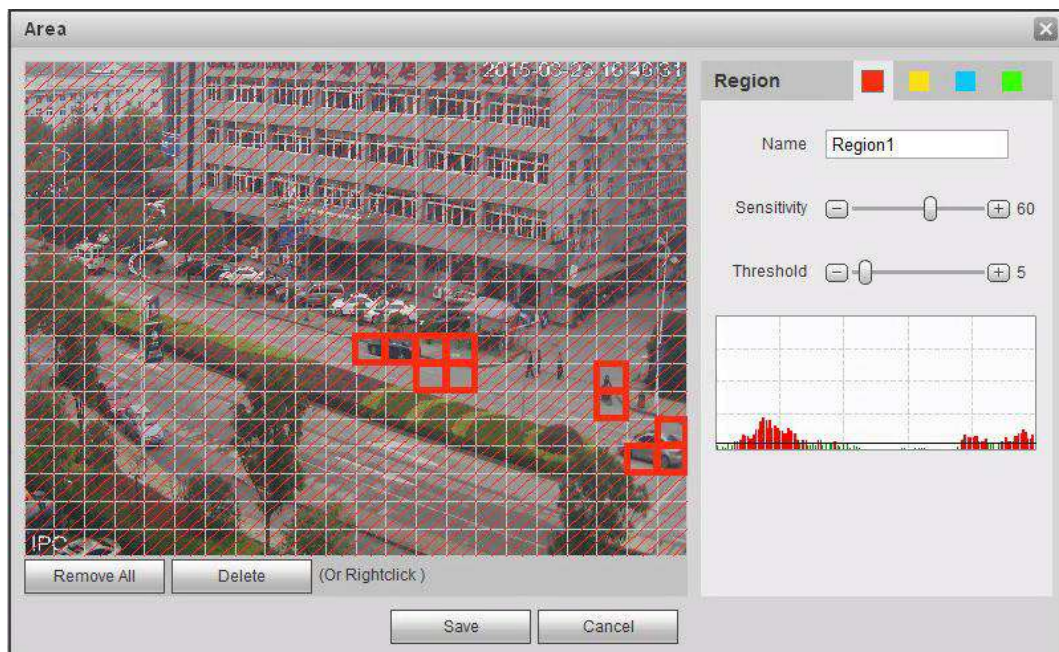 Area
2015-03-23 16:46:31
Region
Name Region1
Sensitivity 60
Threshold 5
IPC
Remove All Delete (Or Rightclick )
Save Cancel